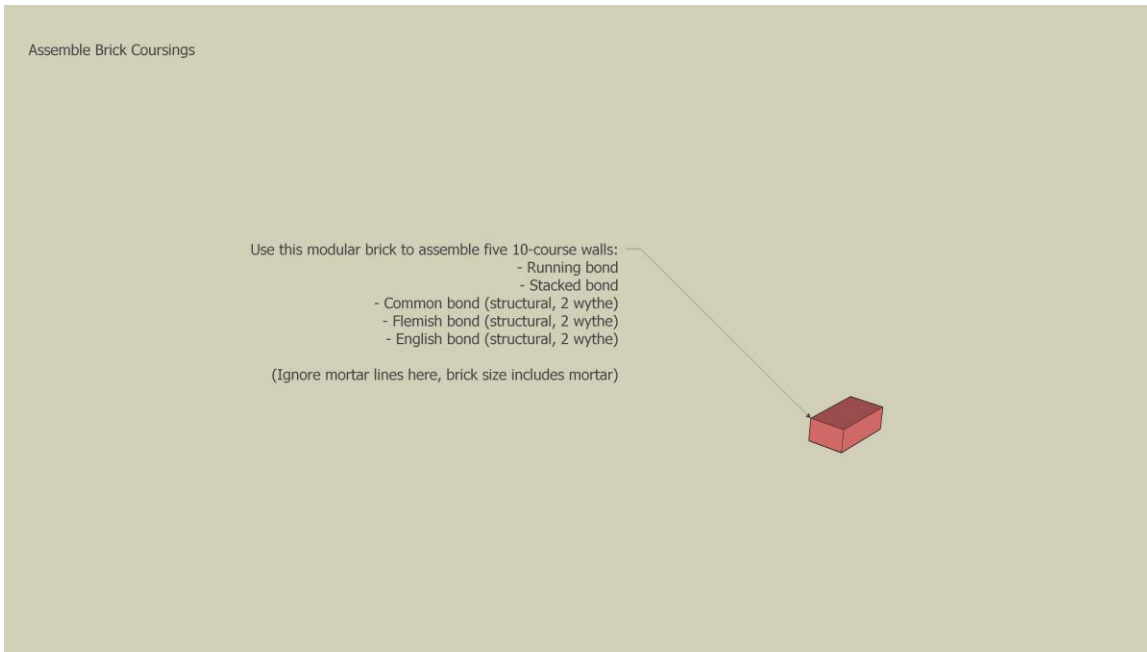 Assemble Brick Coursings
Use this modular brick to assemble five 10-course walls:
- Running bond
- Stacked bond
- Common bond (structural, 2 wythe)
- Flemish bond (structural, 2 wythe)
- English bond (structural, 2 wythe)
(Ignore mortar lines here, brick size includes mortar)